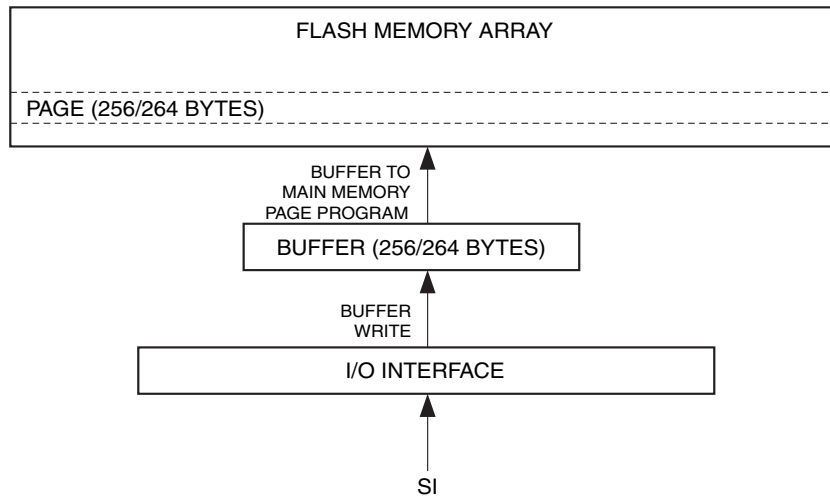 FLASH MEMORY ARRAY
PAGE (256/264 BYTES)
BUFFER TO
MAIN MEMORY
PAGE PROGRAM
BUFFER (256/264 BYTES)
BUFFER
WRITE
I/O INTERFACE
SI